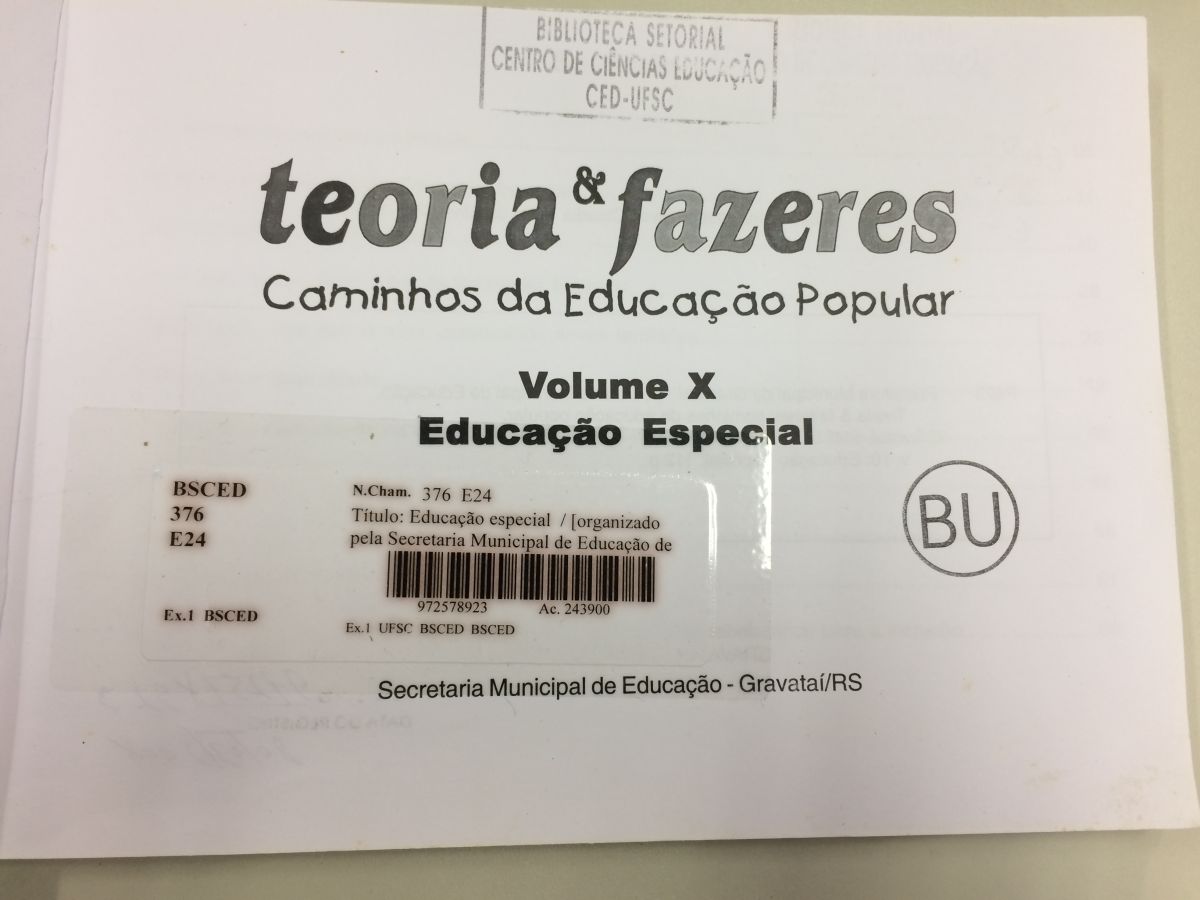 BIBLIOTECA SETORIAL
CENTRO DE CIÊNCIAS EDUCAÇÃO
CED-UFSC
teoria & fazeres
Caminhos da Educação Popular
Volume X
Educação Especial
BU
BSCED
376
E24
Ex.1 BSCED
N.Cham. 376 E24
Título: Educação especial / [organizado
pela Secretaria Municipal de Educação de
972578923 Ac. 243900
Ex.1 UFSC BSCED BSCED
Secretaria Municipal de Educação - Gravataí/RS